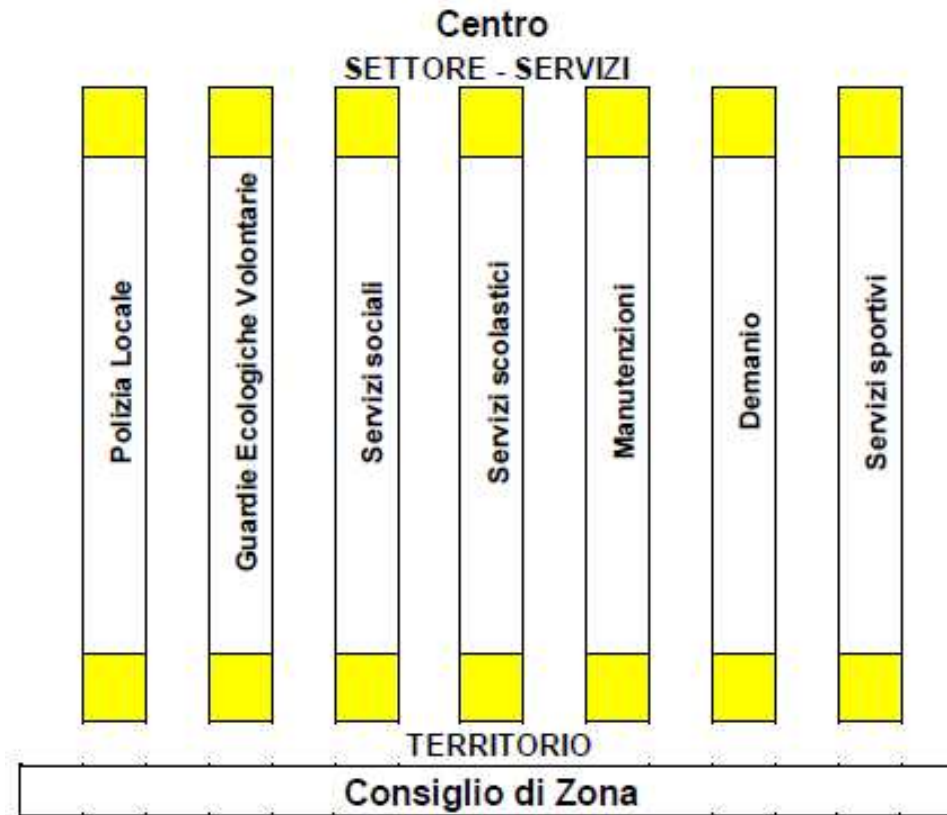 Centro
SETTORE - SERVIZI
Polizia Locale
Guardie Ecologiche Volontarie
Servizi sociali
Servizi scolastici
Manutenzioni
Demanio
Servizi sportivi
TERRITORIO
Consiglio di Zona